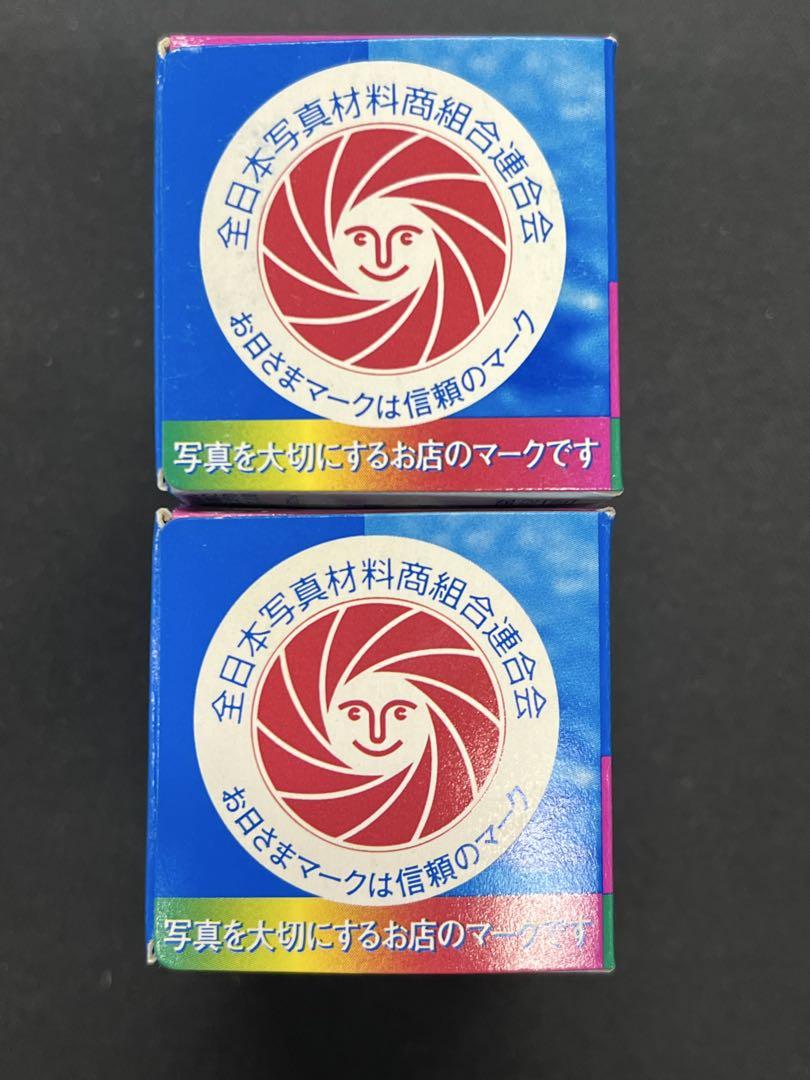 全日本写真材料商組合連合会
お日さまマークは信頼のマーク
写真を大切にするお店のマークです
全日本写真材料商組合連合会
お日さまマークは信頼のマーク
写真を大切にするお店のマークです